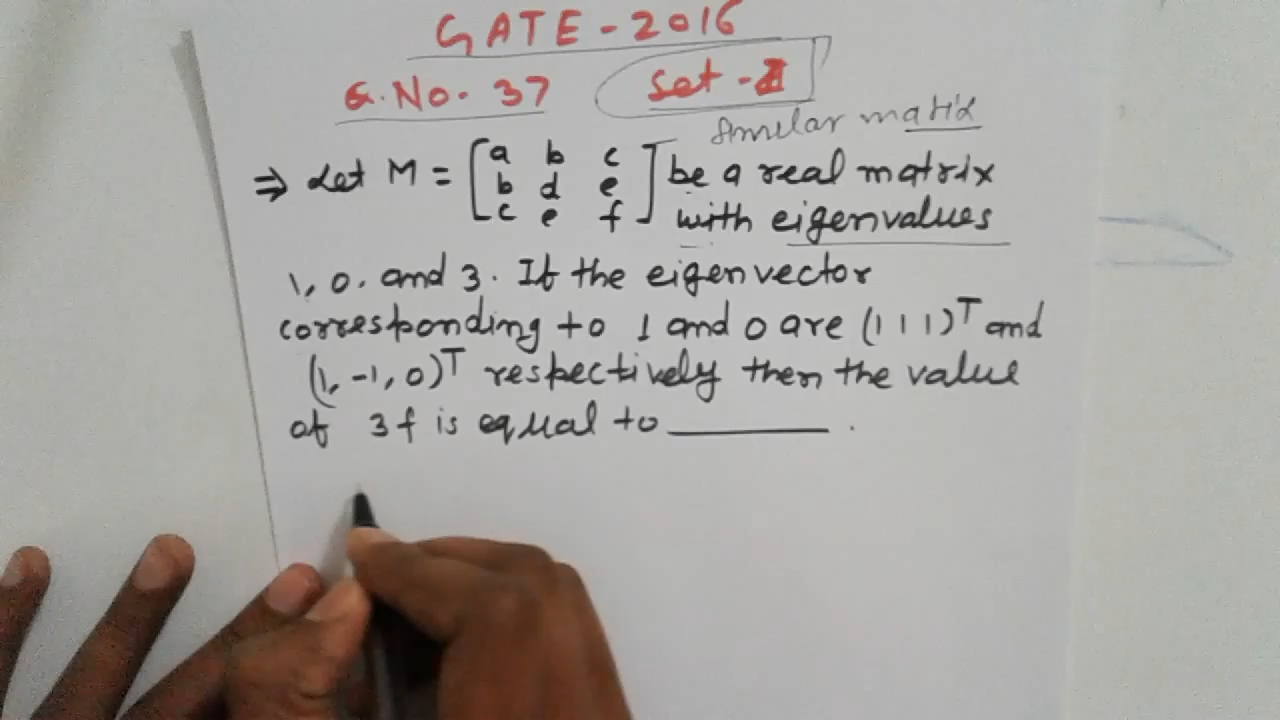 GATE - 2016
Q. No. 37 Set -
Similar matrix
⇒ Let M = [a b c be a real matrix
b d e
c e f] with eigenvalues
1, 0. and 3. If the eigenvector
corresponding to 1 and 0 are (1 1 1)ᵀ and
(1, -1, 0)ᵀ respectively then the value
of 3f is equal to ________ .